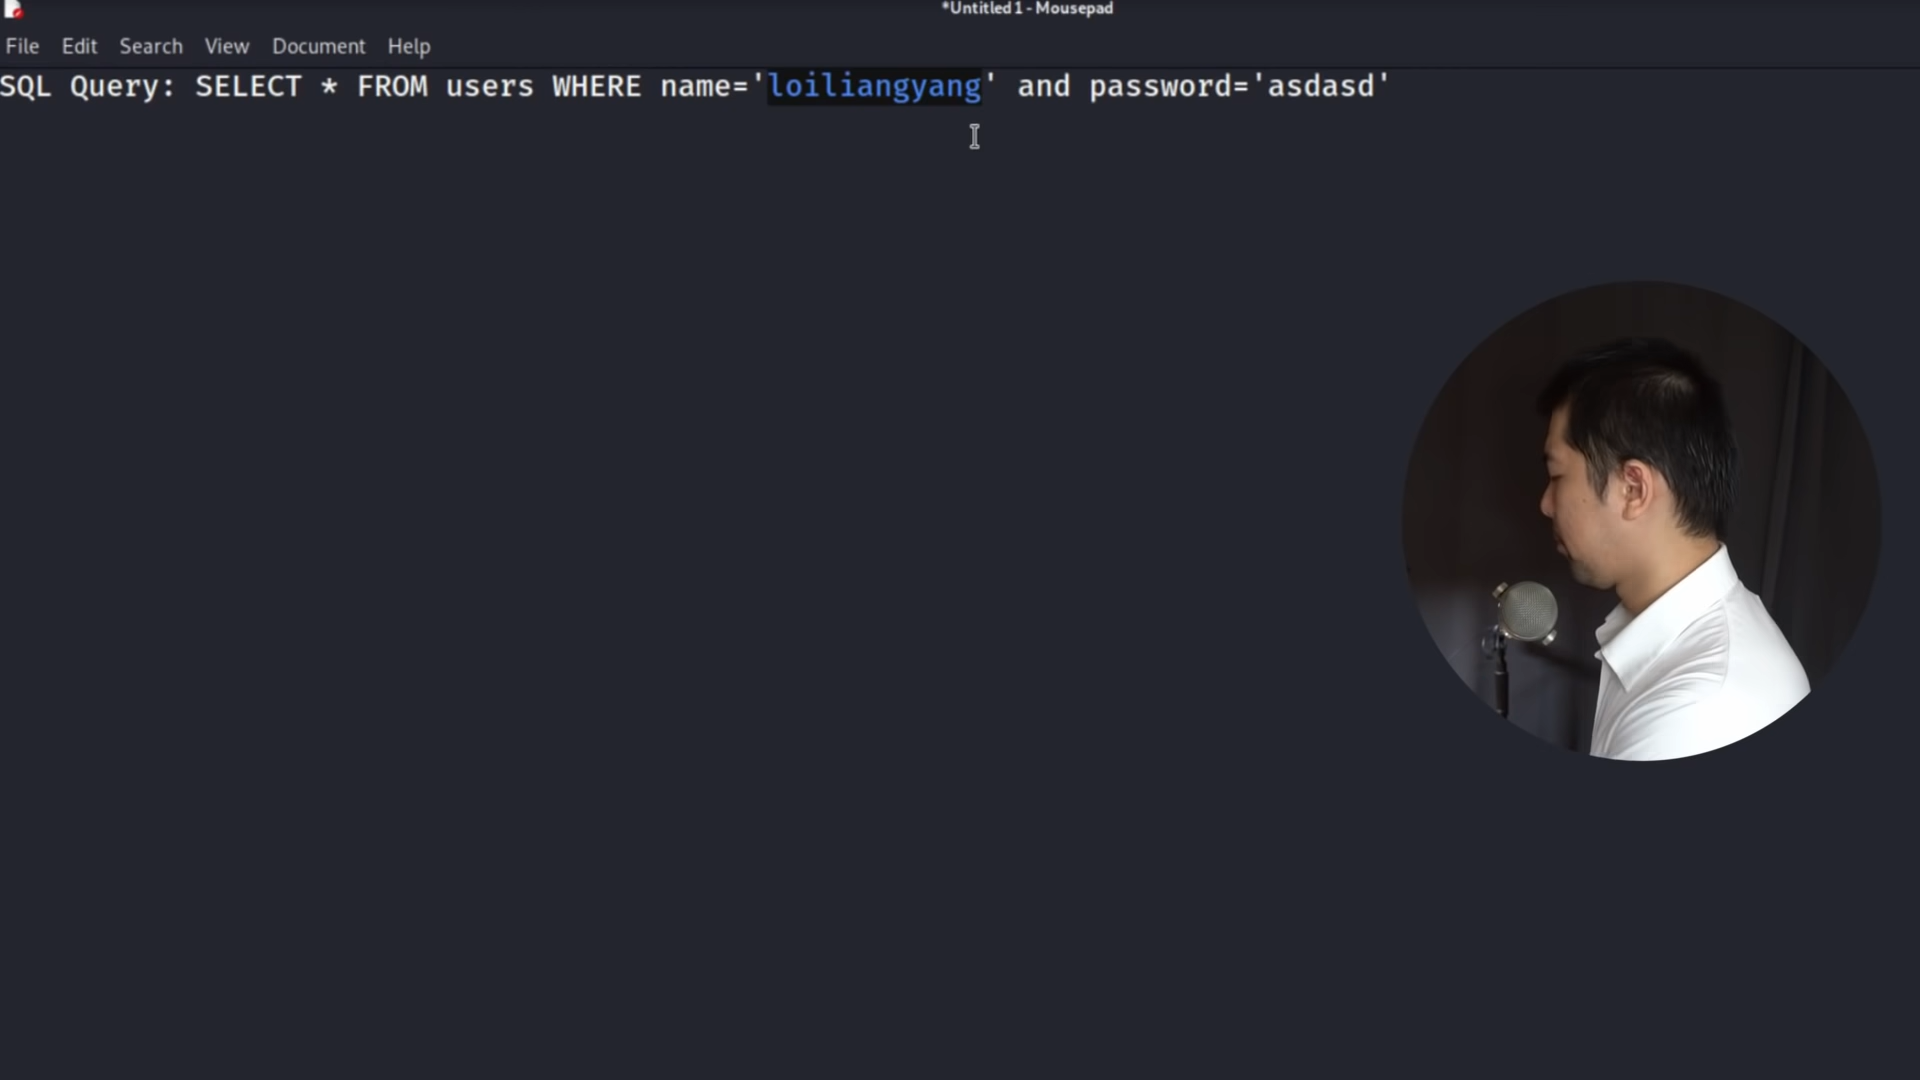 *Untitled 1 - Mousepad
File Edit Search View Document Help
SQL Query: SELECT * FROM users WHERE name='loiliangyang' and password='asdasd'